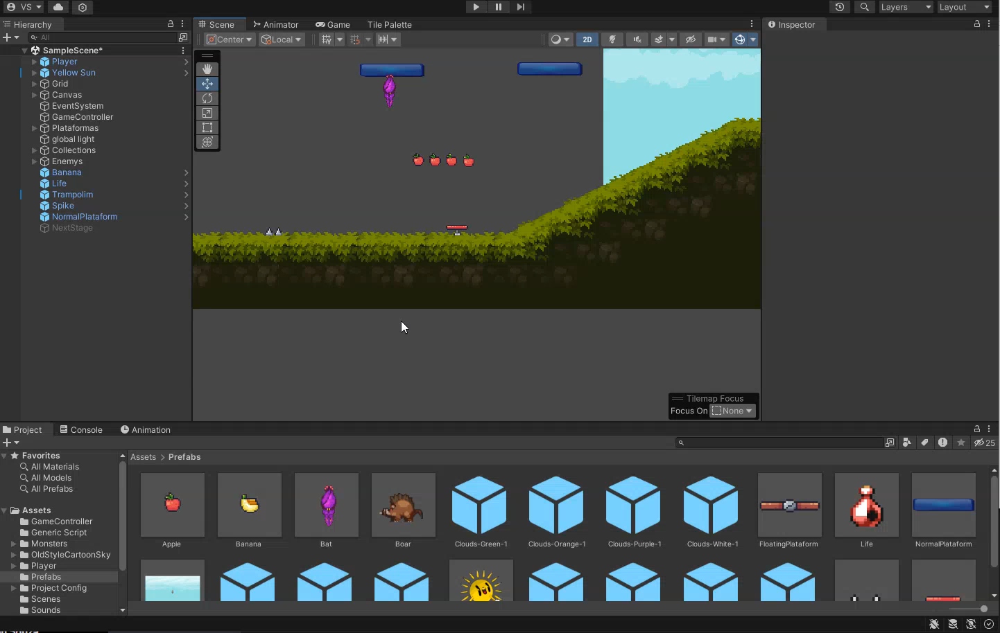 VS
Layers
Layout
Hierarchy
Scene
Animator
Game
Tile Palette
Inspector
All
Center
Local
2D
SampleScene*
Player
Yellow Sun
Grid
Canvas
EventSystem
GameController
Plataformas
global light
Collections
Enemys
Banana
Life
Trampolim
Spike
NormalPlataform
NextStage
Tilemap Focus
Focus On
None
Project
Console
Animation
25
Favorites
All Materials
All Models
All Prefabs
Assets
GameController
Generic Script
Monsters
OldStyleCartoonSky
Player
Prefabs
Project Config
Scenes
Sounds
Assets > Prefabs
Apple
Banana
Bat
Boar
Clouds-Green-1
Clouds-Orange-1
Clouds-Purple-1
Clouds-White-1
FloatingPlataform
Life
NormalPlataform